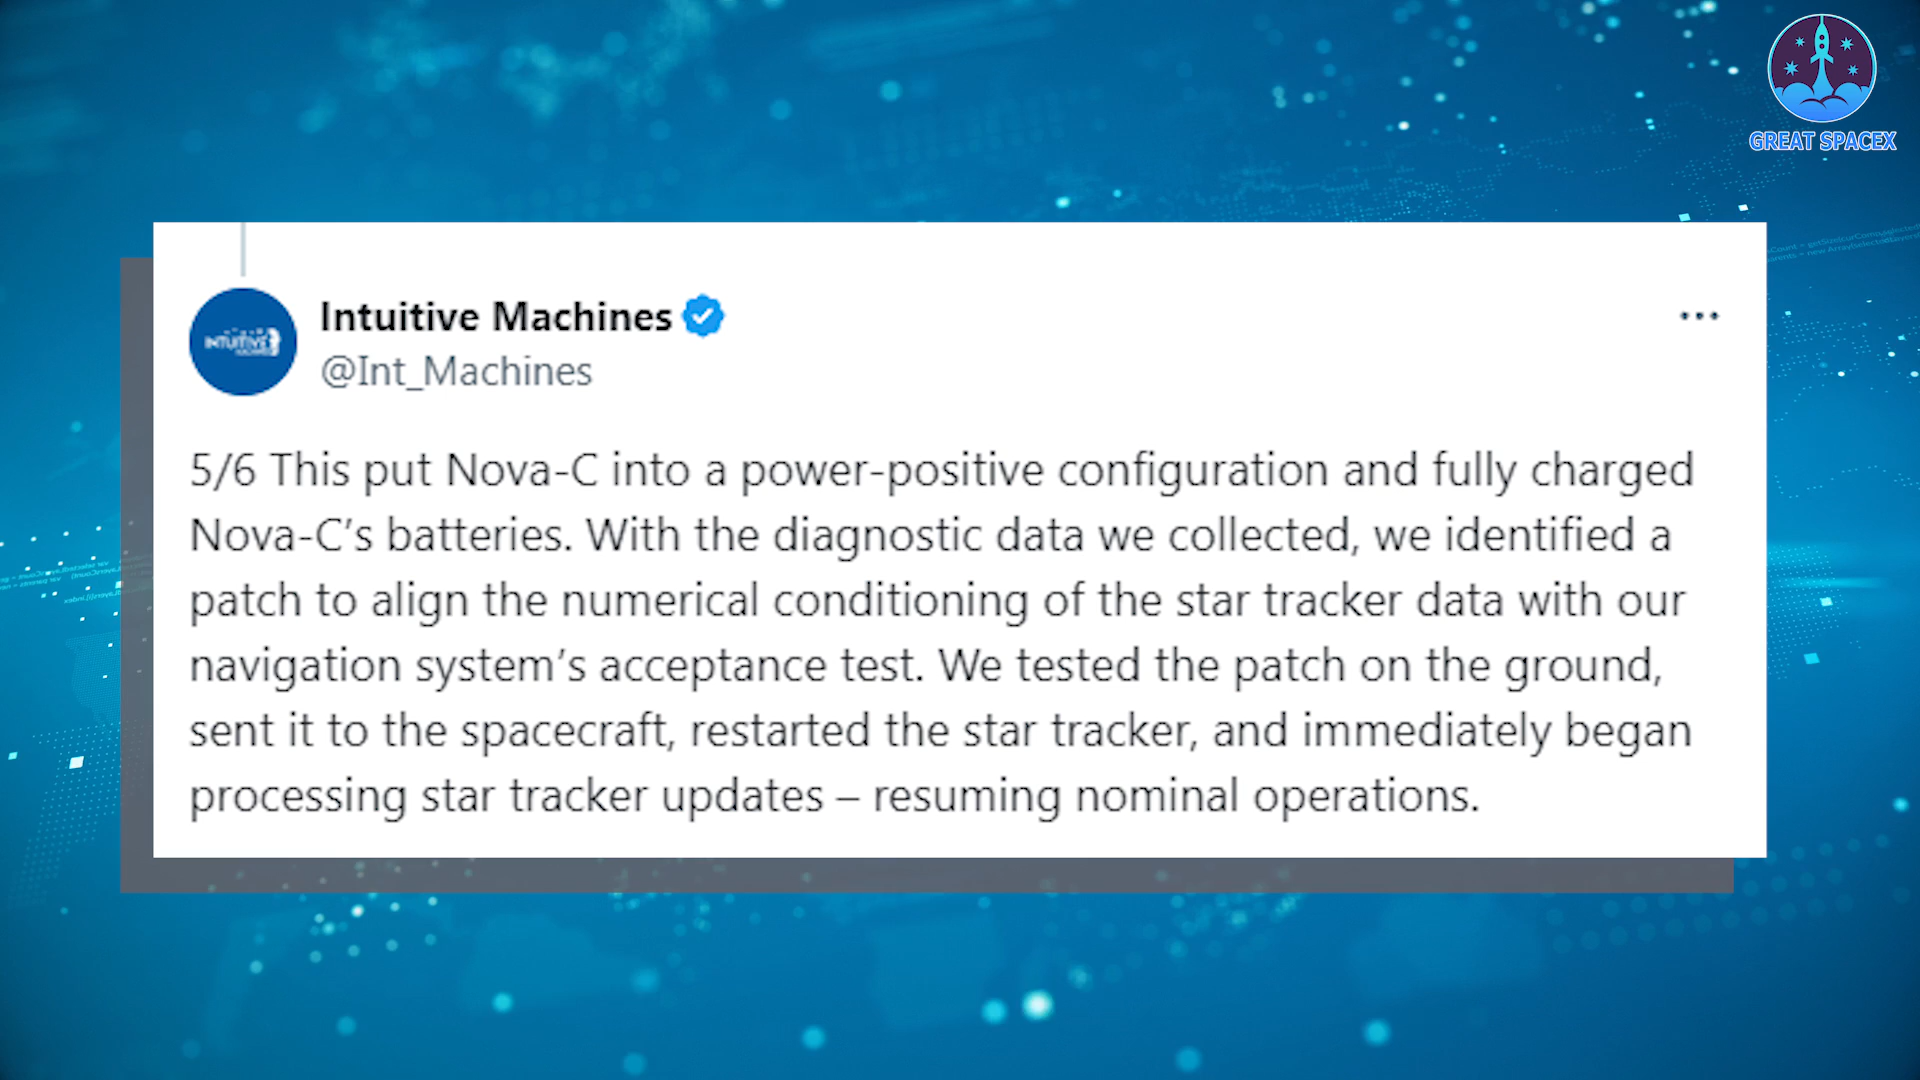 GREAT SPACEX
INTUITIVE
MACHINES
Intuitive Machines
@Int_Machines
5/6 This put Nova-C into a power-positive configuration and fully charged
Nova-C’s batteries. With the diagnostic data we collected, we identified a
patch to align the numerical conditioning of the star tracker data with our
navigation system’s acceptance test. We tested the patch on the ground,
sent it to the spacecraft, restarted the star tracker, and immediately began
processing star tracker updates – resuming nominal operations.